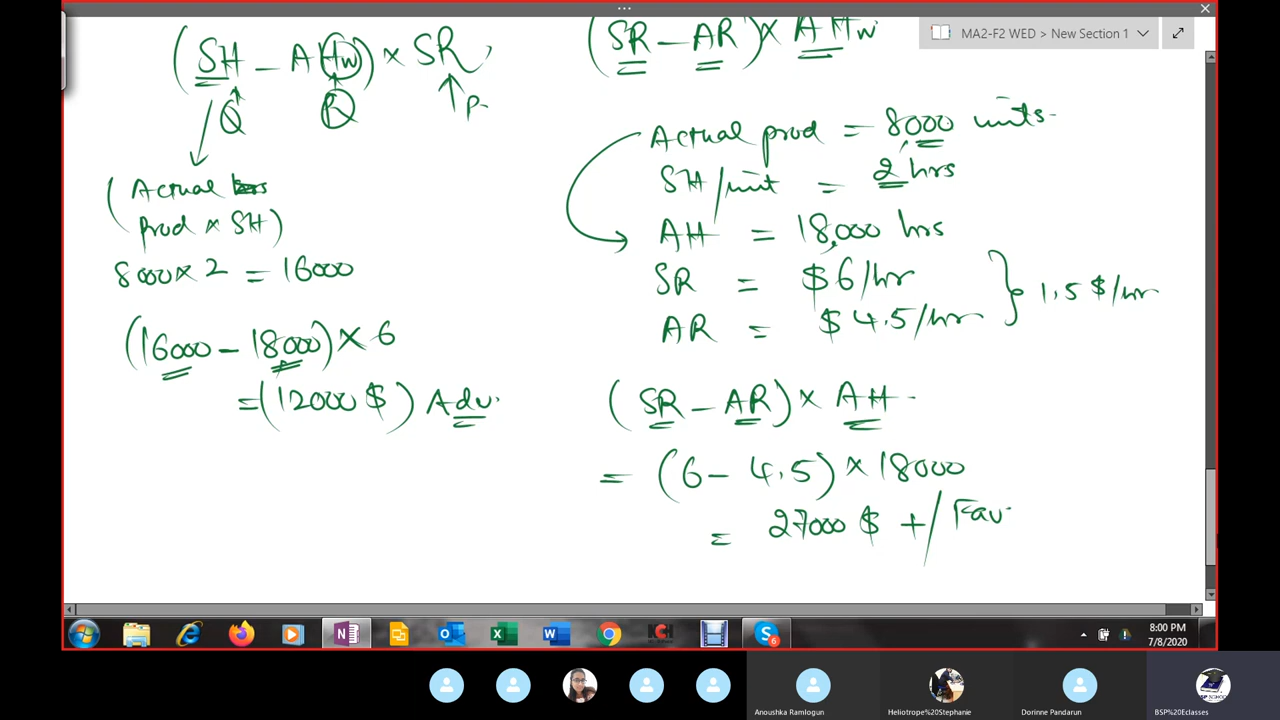 ...
MA2-F2 WED > New Section 1
(SH - AHw) × SR
Q R P
(Actual hrs
Prod × SH)
8000 × 2 = 16000
(16000 - 18000) × 6
= (12000 $) Adv.
(SR - AR) × AHw
Actual prod = 8000 units.
SH/unit = 2 hrs
AH = 18,000 hrs
SR = $6/hr
AR = $4.5/hr
} 1.5 $/hr
(SR - AR) × AH
= (6 - 4.5) × 18000
= 27000 $ +/Fav.
8:00 PM
7/8/2020
6
Anoushka Ramlogun
Heliotrope%20Stephanie
Dorinne Pandarun
BSP%20Eclasses